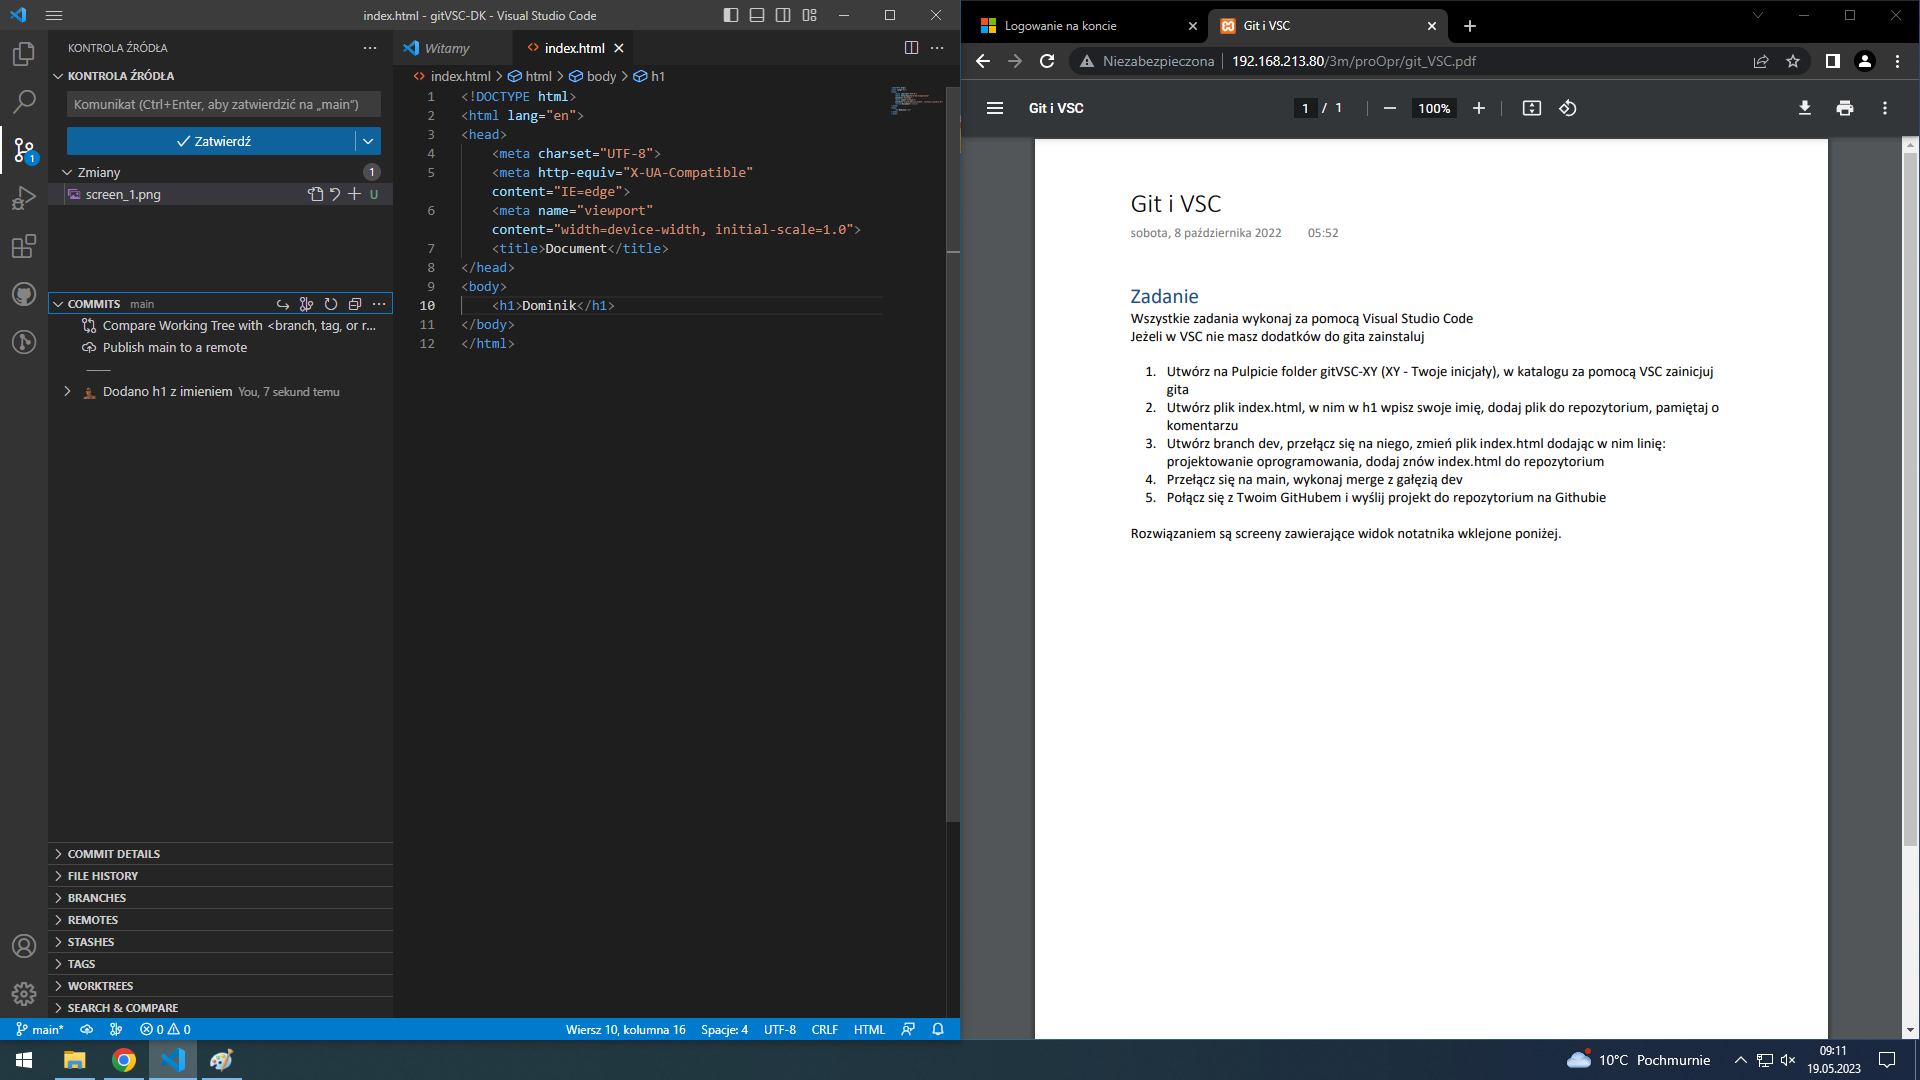 index.html - gitVSC-DK - Visual Studio Code
KONTROLA ŹRÓDŁA
KONTROLA ŹRÓDŁA
Komunikat (Ctrl+Enter, aby zatwierdzić na „main")
Zatwierdź
Zmiany 1
screen_1.png U
1
COMMITS main
Compare Working Tree with <branch, tag, or r...
Publish main to a remote
Dodano h1 z imieniem You, 7 sekund temu
COMMIT DETAILS
FILE HISTORY
BRANCHES
REMOTES
STASHES
TAGS
WORKTREES
SEARCH & COMPARE
Witamy index.html
index.html > html > body > h1
1 <!DOCTYPE html>
2 <html lang="en">
3 <head>
4 <meta charset="UTF-8">
5 <meta http-equiv="X-UA-Compatible"
content="IE=edge">
6 <meta name="viewport"
content="width=device-width, initial-scale=1.0">
7 <title>Document</title>
8 </head>
9 <body>
10 <h1>Dominik</h1>
11 </body>
12 </html>
main* 0 0 Wiersz 10, kolumna 16 Spacje: 4 UTF-8 CRLF HTML
Logowanie na koncie Git i VSC
Niezabezpieczona 192.168.213.80/3m/proOpr/git_VSC.pdf
Git i VSC 1 / 1 100%
Git i VSC
sobota, 8 października 2022 05:52
Zadanie
Wszystkie zadania wykonaj za pomocą Visual Studio Code
Jeżeli w VSC nie masz dodatków do gita zainstaluj
1. Utwórz na Pulpicie folder gitVSC-XY (XY - Twoje inicjały), w katalogu za pomocą VSC zainicjuj
gita
2. Utwórz plik index.html, w nim w h1 wpisz swoje imię, dodaj plik do repozytorium, pamiętaj o
komentarzu
3. Utwórz branch dev, przełącz się na niego, zmień plik index.html dodając w nim linię:
projektowanie oprogramowania, dodaj znów index.html do repozytorium
4. Przełącz się na main, wykonaj merge z gałęzią dev
5. Połącz się z Twoim GitHubem i wyślij projekt do repozytorium na Githubie
Rozwiązaniem są screeny zawierające widok notatnika wklejone poniżej.
10°C Pochmurnie
09:11
19.05.2023